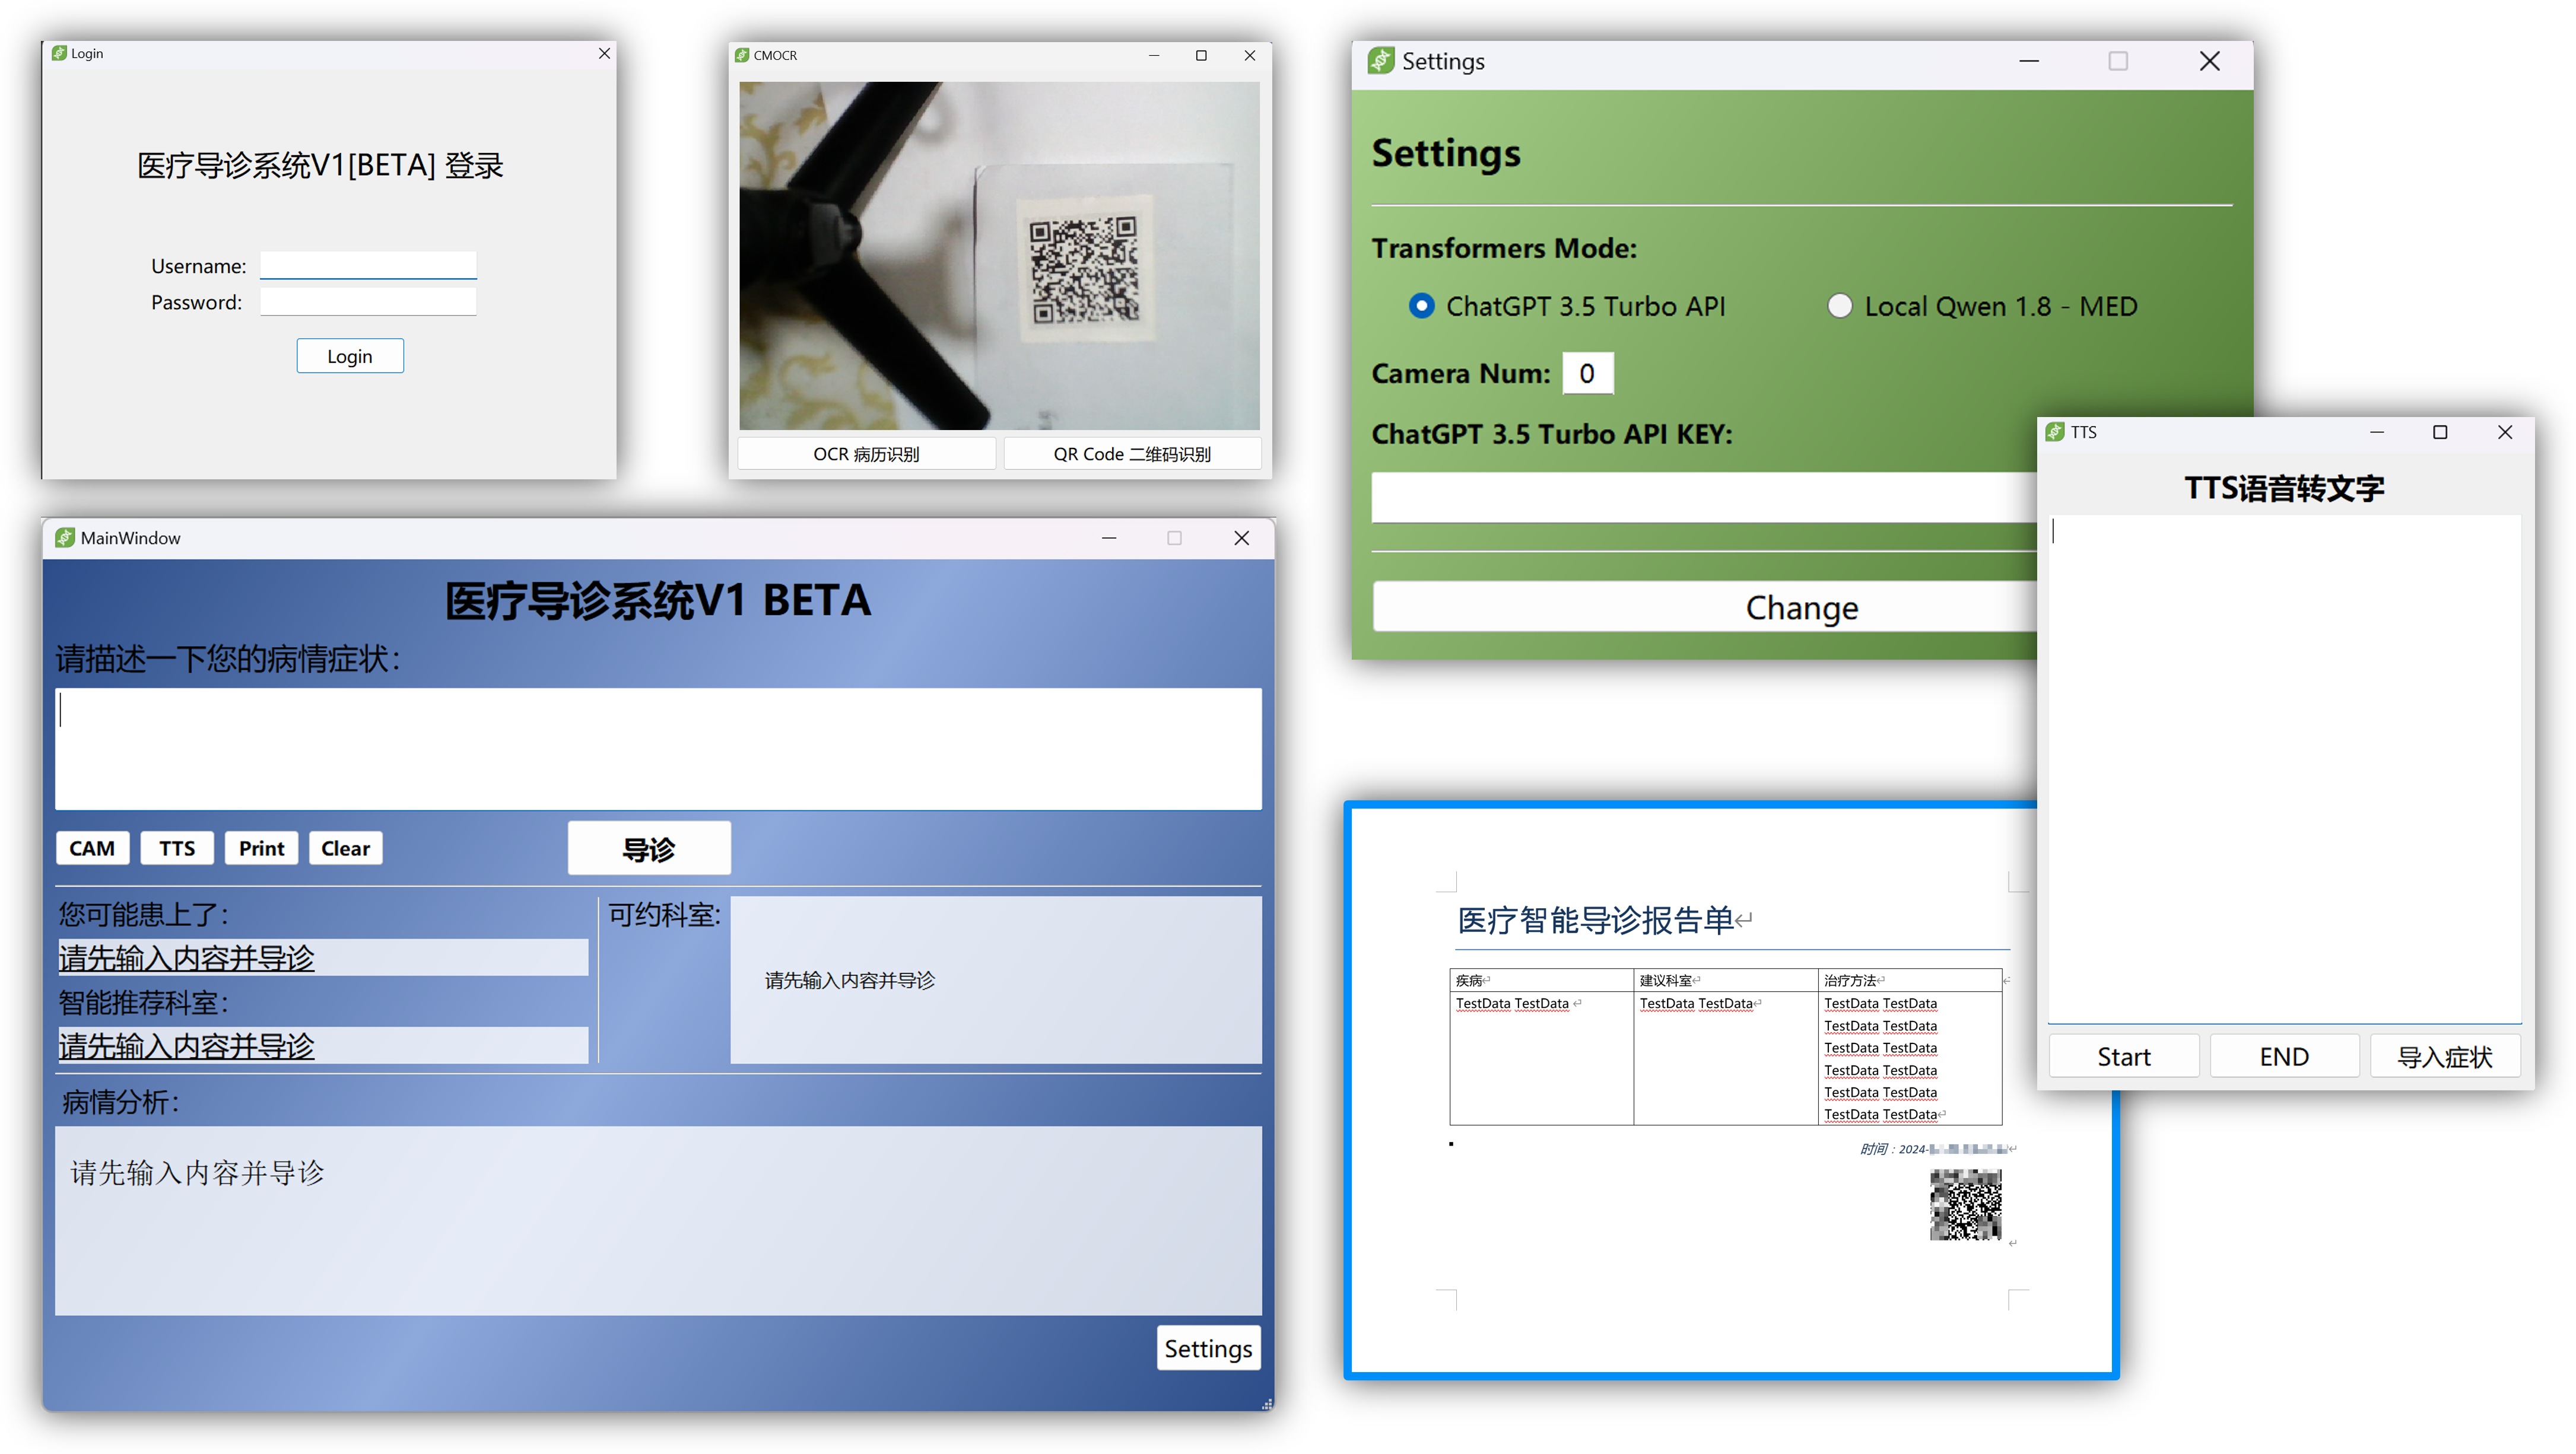 Login
医疗导诊系统V1[BETA] 登录
Username:
Password:
Login
CMOCR
OCR 病历识别
QR Code 二维码识别
Settings
Settings
Transformers Mode:
ChatGPT 3.5 Turbo API
Local Qwen 1.8 - MED
Camera Num: 0
ChatGPT 3.5 Turbo API KEY:
Change
TTS
TTS语音转文字
Start
END
导入症状
MainWindow
医疗导诊系统V1 BETA
请描述一下您的病情症状：
CAM
TTS
Print
Clear
导诊
您可能患上了：
请先输入内容并导诊
智能推荐科室：
请先输入内容并导诊
可约科室:
请先输入内容并导诊
病情分析：
请先输入内容并导诊
Settings
医疗智能导诊报告单
疾病
建议科室
治疗方法
TestData TestData
TestData TestData
TestData TestData
TestData TestData
TestData TestData
TestData TestData
TestData TestData
TestData TestData
时间：2024-